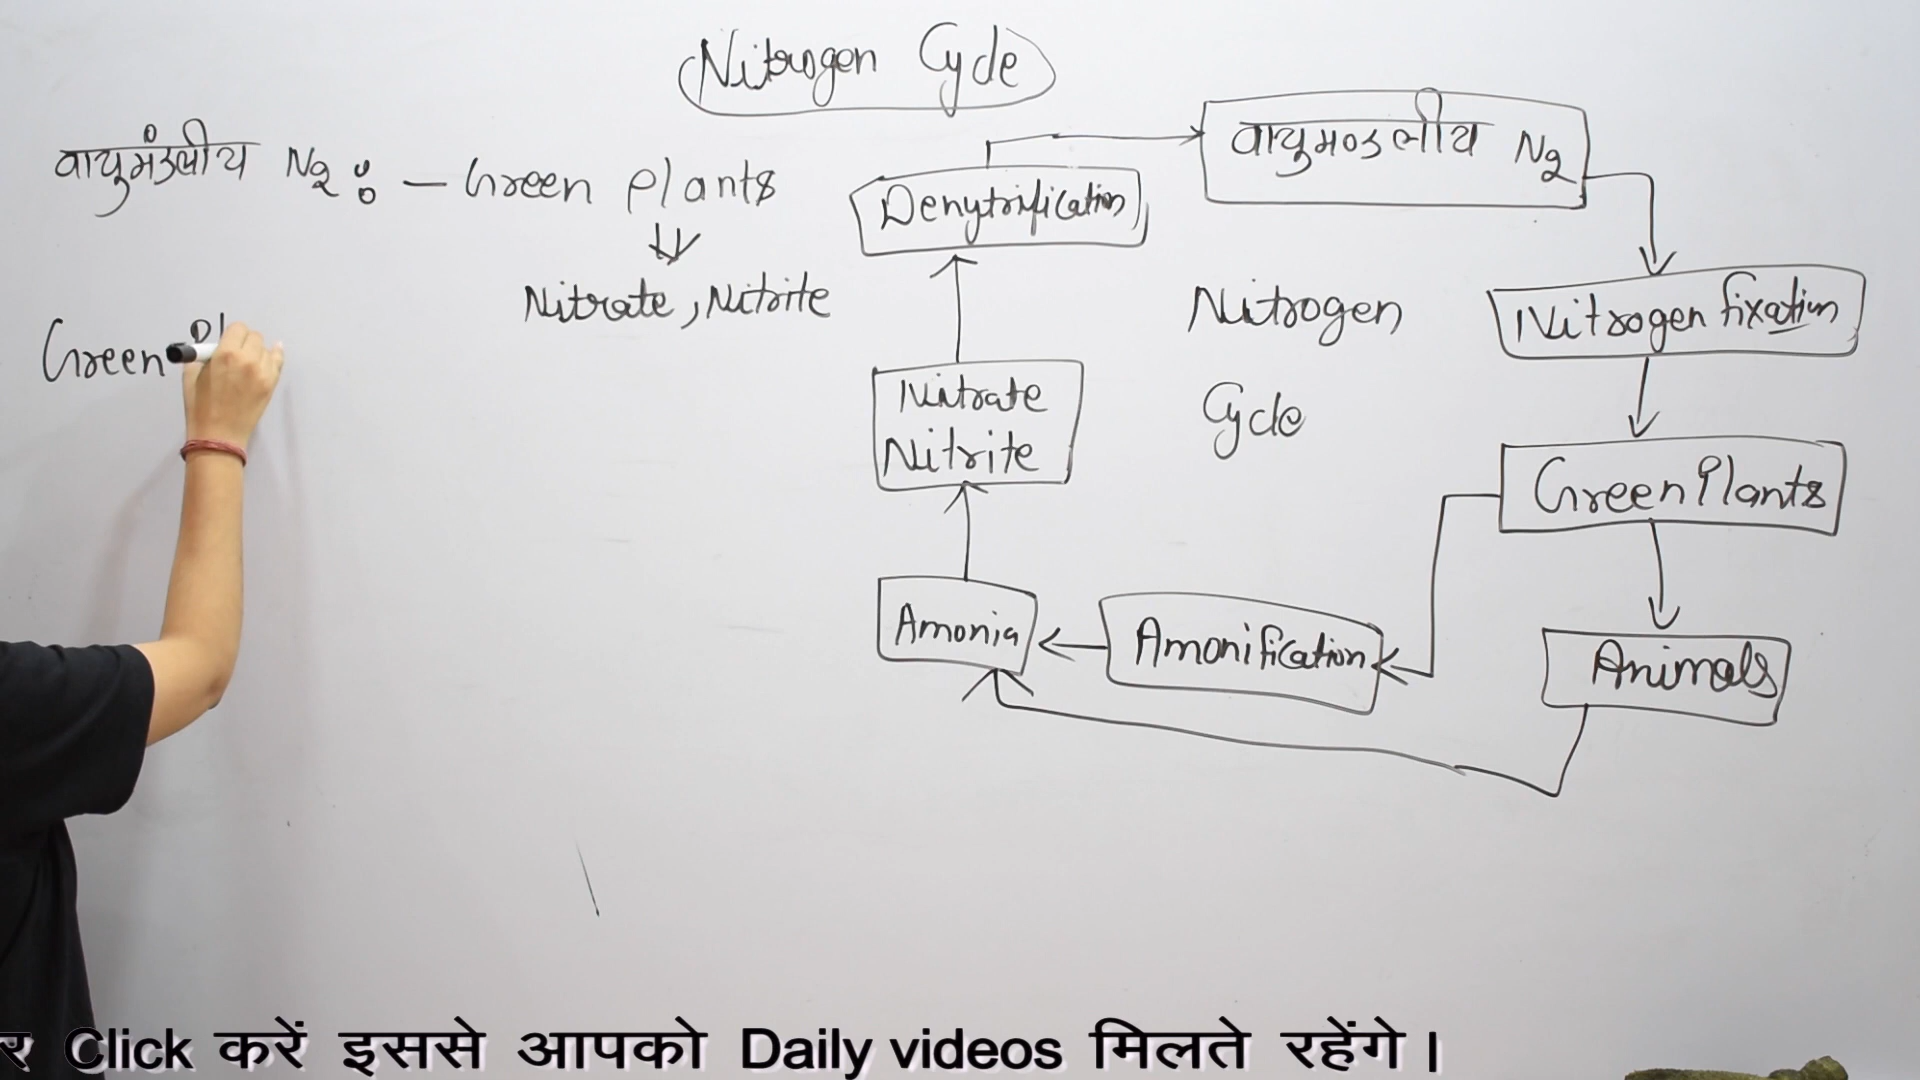 Nitrogen Cycle
वायुमंडलीय N2 : — Green Plants
Nitrate, Nitrite
Green Pl
वायुमण्डलीय N2
Denytrification
Nitrogen fixation
Nitrogen
Cycle
Nitrate
Nitrite
Green Plants
Amonia
Amonification
Animals
र Click करें इससे आपको Daily videos मिलते रहेंगे।